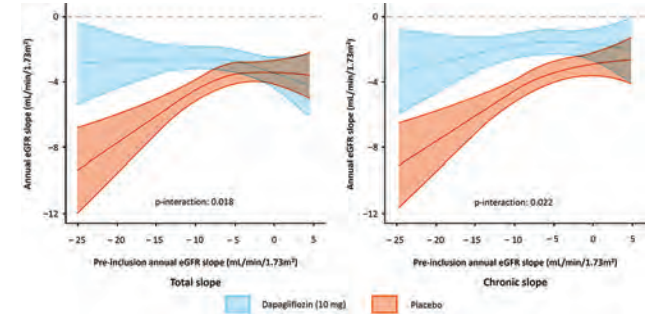 Annual eGFR slope (mL/min/1.73m²)
0
−4
−8
−12
p-interaction: 0.018
−25 −20 −15 −10 −5 0 5
Pre-inclusion annual eGFR slope (mL/min/1.73m²)
Total slope
Annual eGFR slope (mL/min/1.73m²)
0
−4
−8
−12
p-interaction: 0.022
−25 −20 −15 −10 −5 0 5
Pre-inclusion annual eGFR slope (mL/min/1.73m²)
Chronic slope
Dapagliflozin (10 mg) Placebo